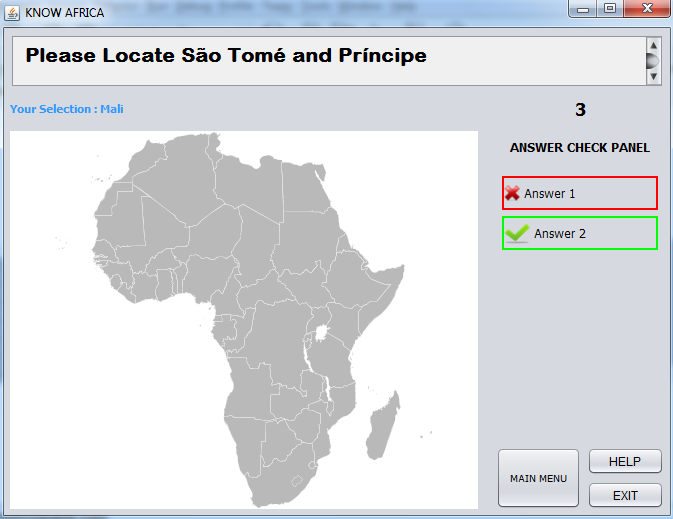 KNOW AFRICA
Please Locate São Tomé and Príncipe
Your Selection : Mali
3
ANSWER CHECK PANEL
Answer 1
Answer 2
MAIN MENU
HELP
EXIT